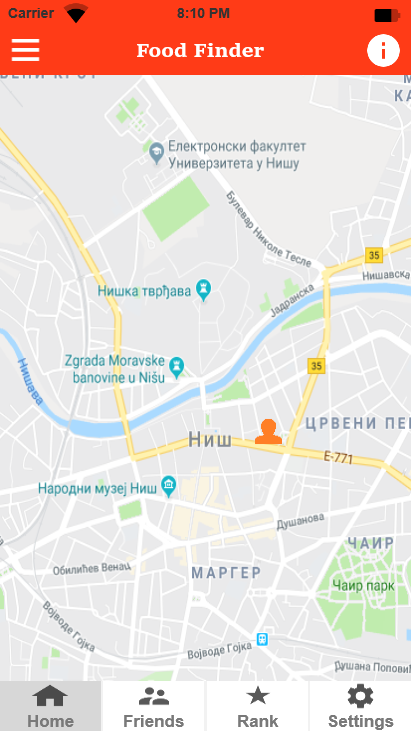 Carrier
8:10 PM
Food Finder
Електронски факултет
Универзитета у Нишу
Булевар Николе Тесле
35
Нишавска
Нишка тврђава
Јадранска
Zgrada Moravske
banovine u Nišu
35
Нишава
ЦРВЕНИ
Ниш
E-771
Народни музеј Ниш
Душанова
ЧАИР
Обилићев Венац
МАРГЕР
Чаир парк
Војводе Гојка
Војводе Гојка
Душана Попови
Home
Friends
Rank
Settings